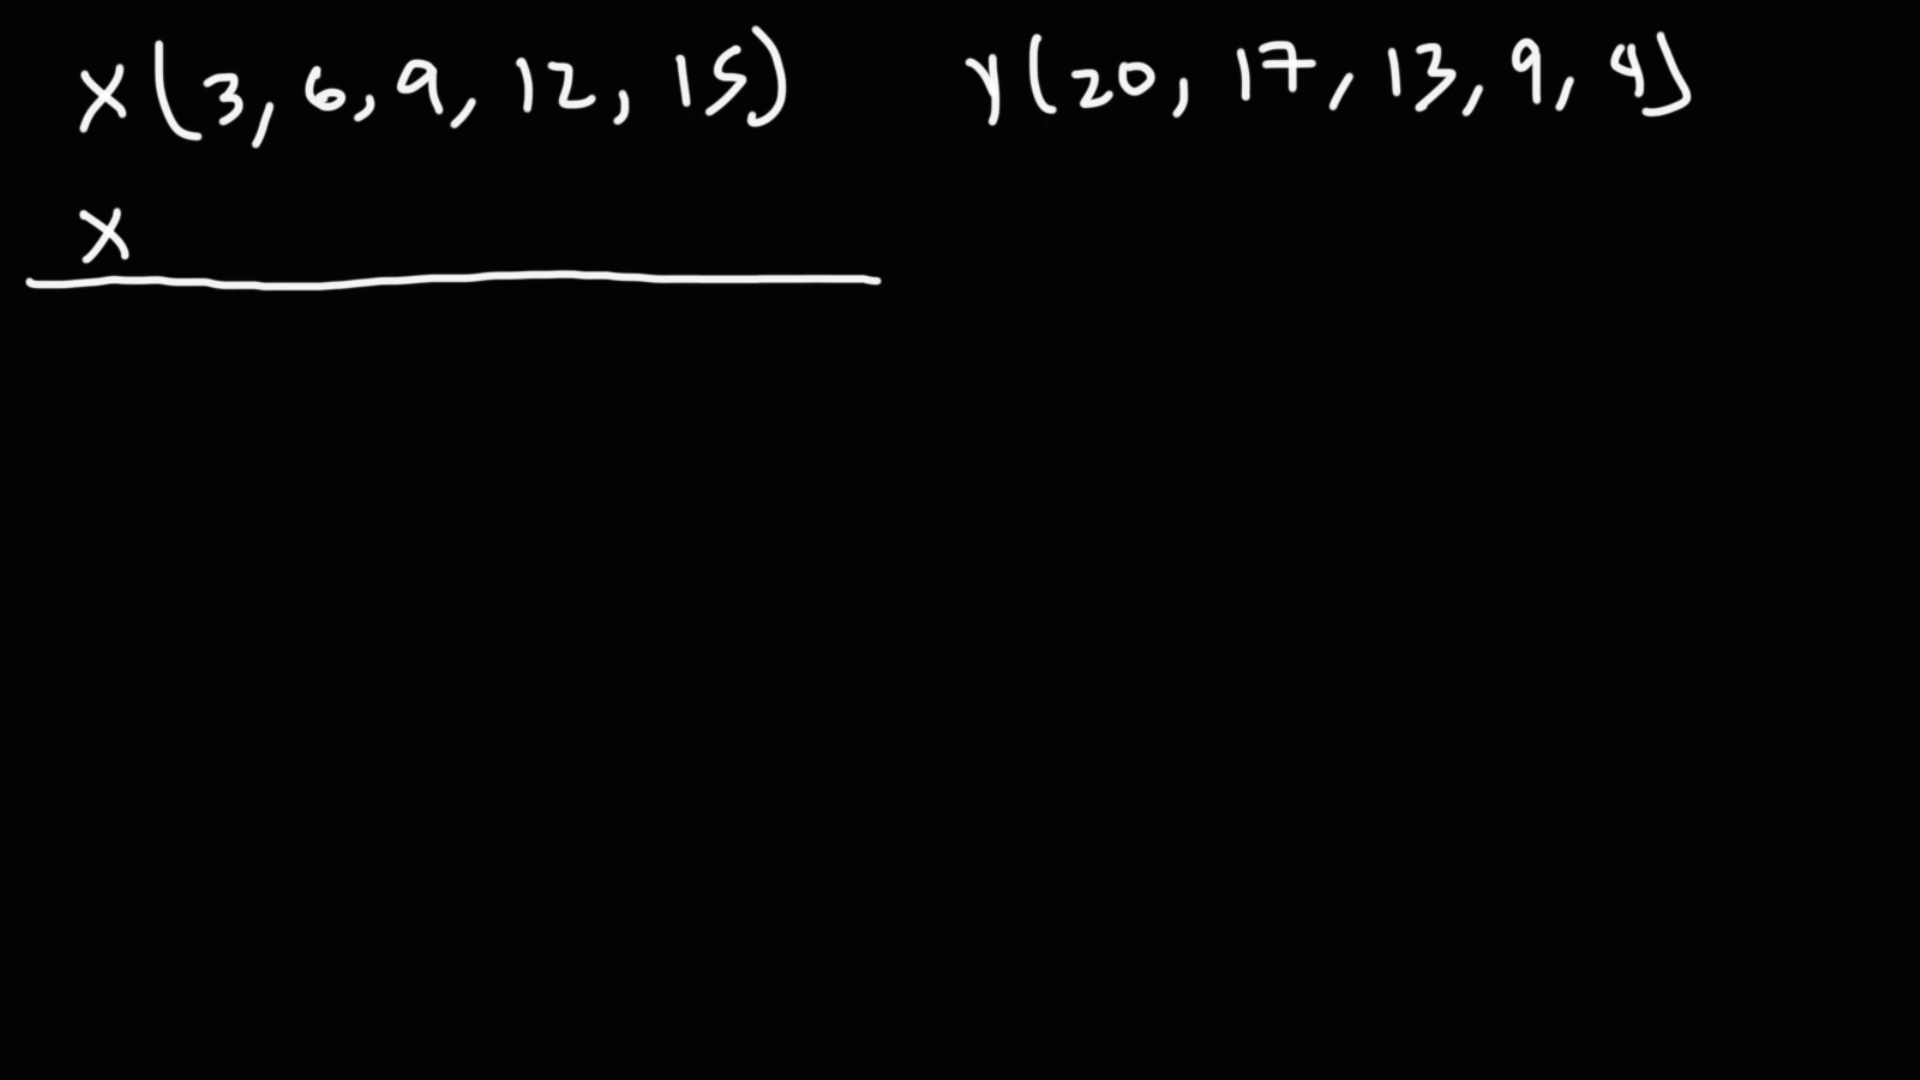 x(3, 6, 9, 12, 15) y(20, 17, 13, 9, 4)
x